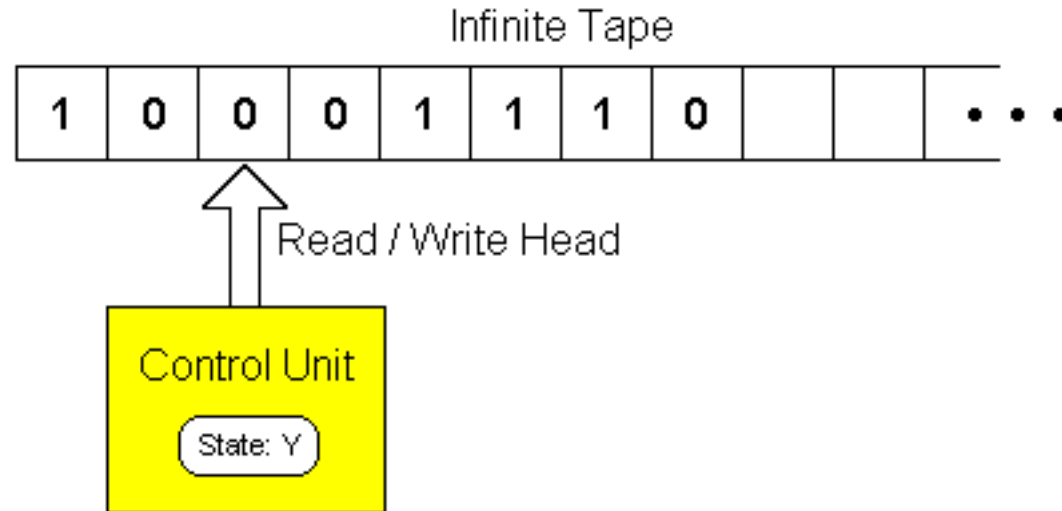 Infinite Tape
1 0 0 0 1 1 1 0 • • •
Read / Write Head
Control Unit
State: Y